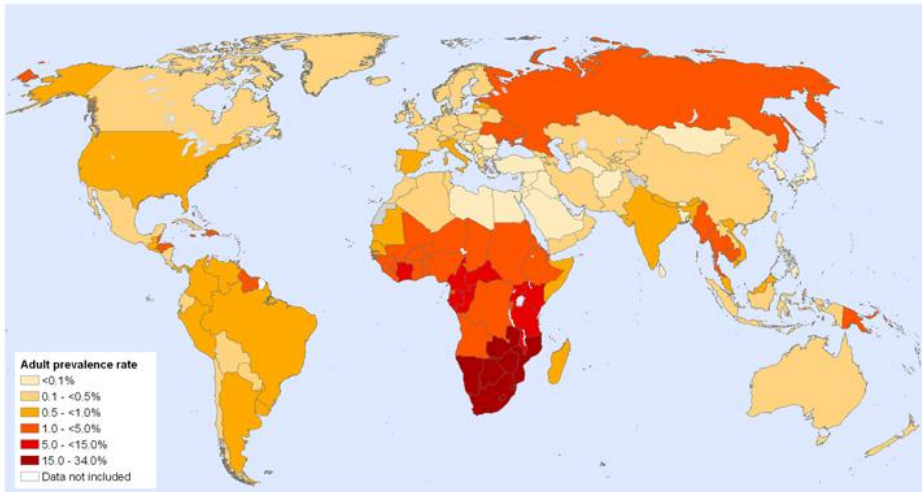 Adult prevalence rate
<0.1%
0.1 - <0.5%
0.5 - <1.0%
1.0 - <5.0%
5.0 - <15.0%
15.0 - 34.0%
Data not included